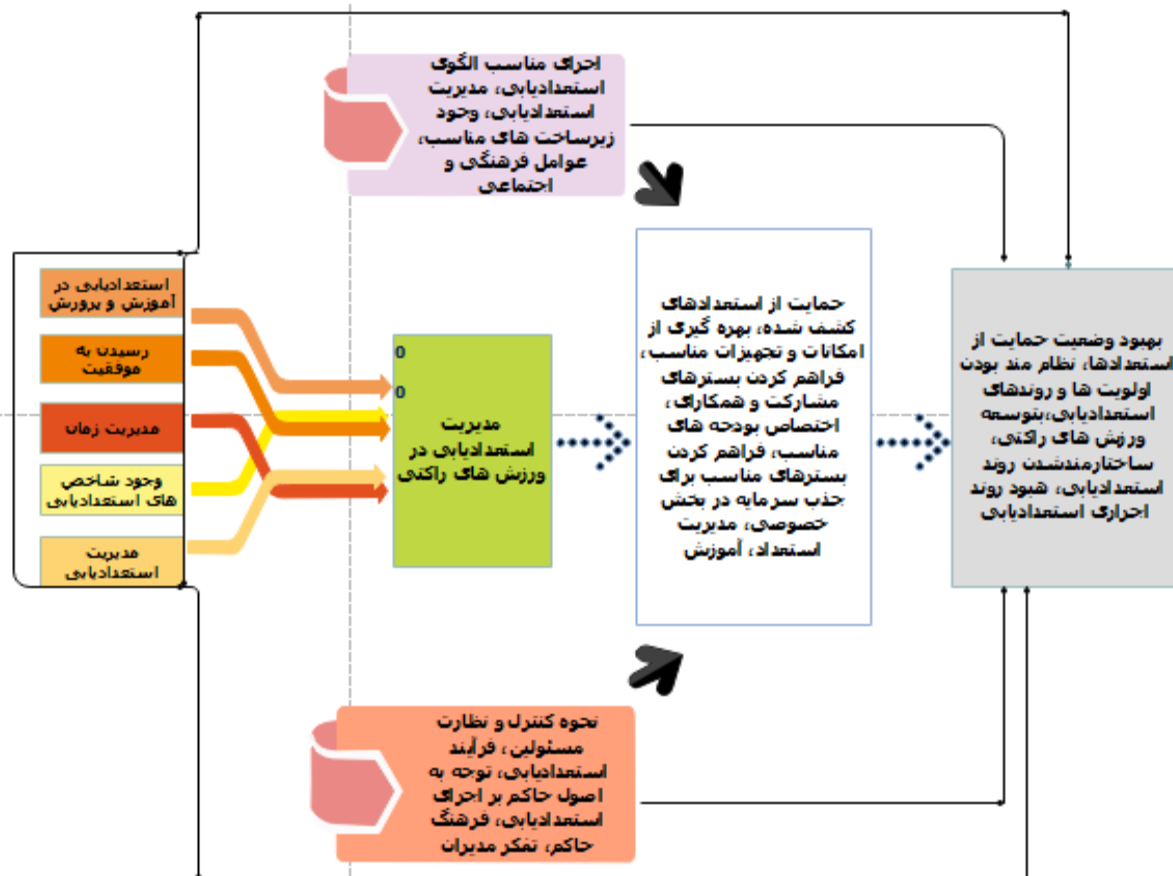 اجرای مناسب الگوی
استعدادیابی، مدیریت
استعدادیابی، وجود
زیرساخت های مناسب،
عوامل فرهنگی و
اجتماعی
استعدادیابی در
آموزش و پرورش
رسیدن به
موفقیت
مدیریت زمان
وجود شاخص
های استعدادیابی
مدیریت
استعدادیابی
0
0
مدیریت
استعدادیابی در
ورزش های راکتی
حمایت از استعدادهای
کشف شده، بهره گیری از
امکانات و تجهیزات مناسب،
فراهم کردن بسترهای
مشارکت و همکارای،
اختصاص بودجه های
مناسب، فراهم کردن
بسترهای مناسب برای
جذب سرمایه در بخش
خصوصی، مدیریت
استعداد، آموزش
بهبود وضعیت حمایت از
استعدادها، نظام مند بودن
اولویت ها و روندهای
استعدادیابی،بتوسعه
ورزش های راکتی،
ساختارمندشدن روند
استعدادیابی، هبود روند
اجراری استعدادیابی
نحوه کنترل و نظارت
مسئولین، فرآیند
استعدادیابی، توجه به
اصول حاکم بر اجرای
استعدادیابی، فرهنگ
حاکم، تفکر مدیران